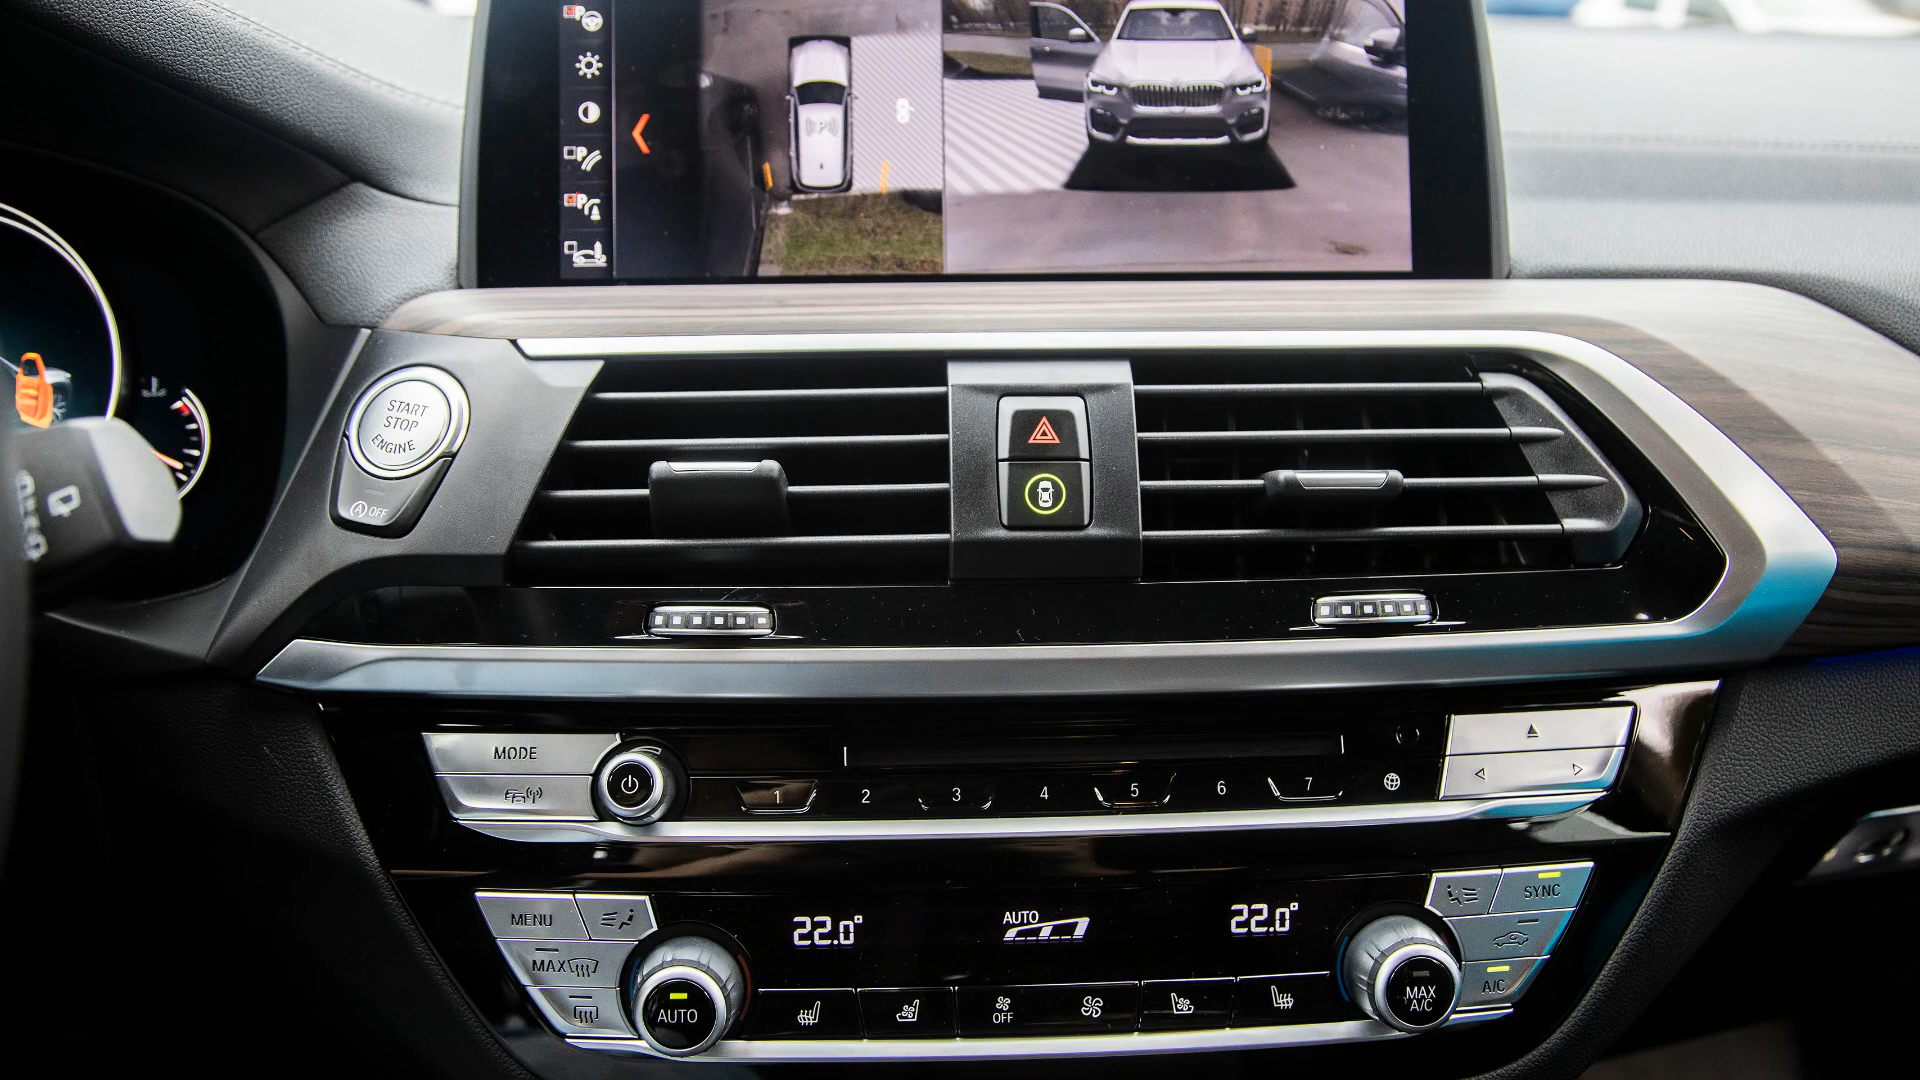 P
P
P
P
START
STOP
ENGINE
A OFF
MODE
1 2 3 4 5 6 7
MENU
SYNC
22.0°
AUTO
22.0°
MAX
A/C
AUTO
OFF
MAX
A/C